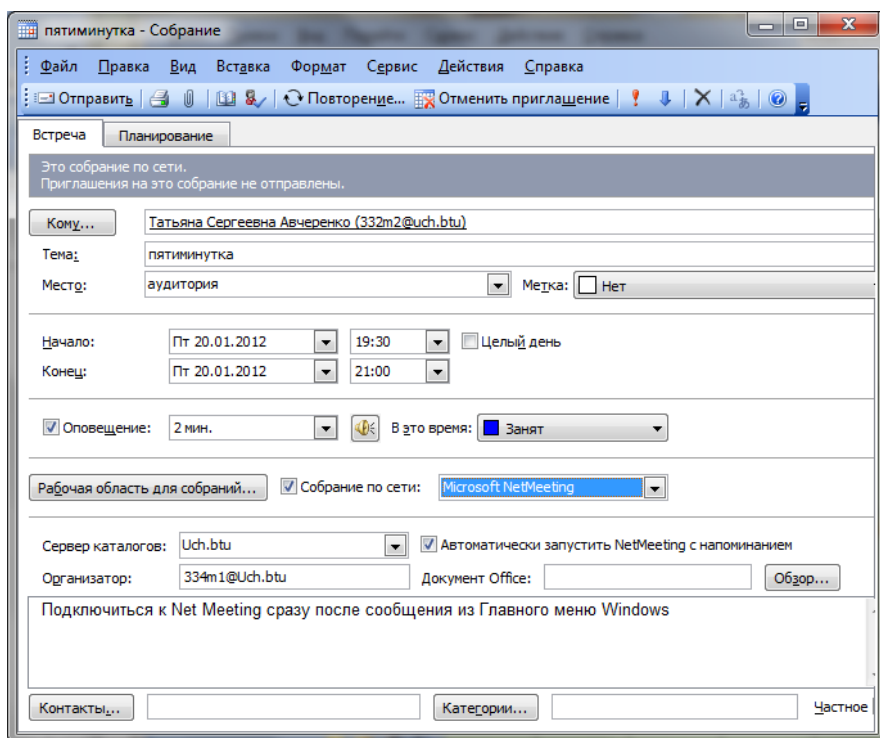 пятиминутка - Собрание
Файл Правка Вид Вставка Формат Сервис Действия Справка
Отправить Повторение... Отменить приглашение
Встреча Планирование
Это собрание по сети.
Приглашения на это собрание не отправлены.
Кому... Татьяна Сергеевна Авчеренко (332m2@uch.btu)
Тема: пятиминутка
Место: аудитория Метка: Нет
Начало: Пт 20.01.2012 19:30 Целый день
Конец: Пт 20.01.2012 21:00
Оповещение: 2 мин. В это время: Занят
Рабочая область для собраний... Собрание по сети: Microsoft NetMeeting
Сервер каталогов: Uch.btu Автоматически запустить NetMeeting с напоминанием
Организатор: 334m1@Uch.btu Документ Office: Обзор...
Подключиться к Net Meeting сразу после сообщения из Главного меню Windows
Контакты... Категории... Частное